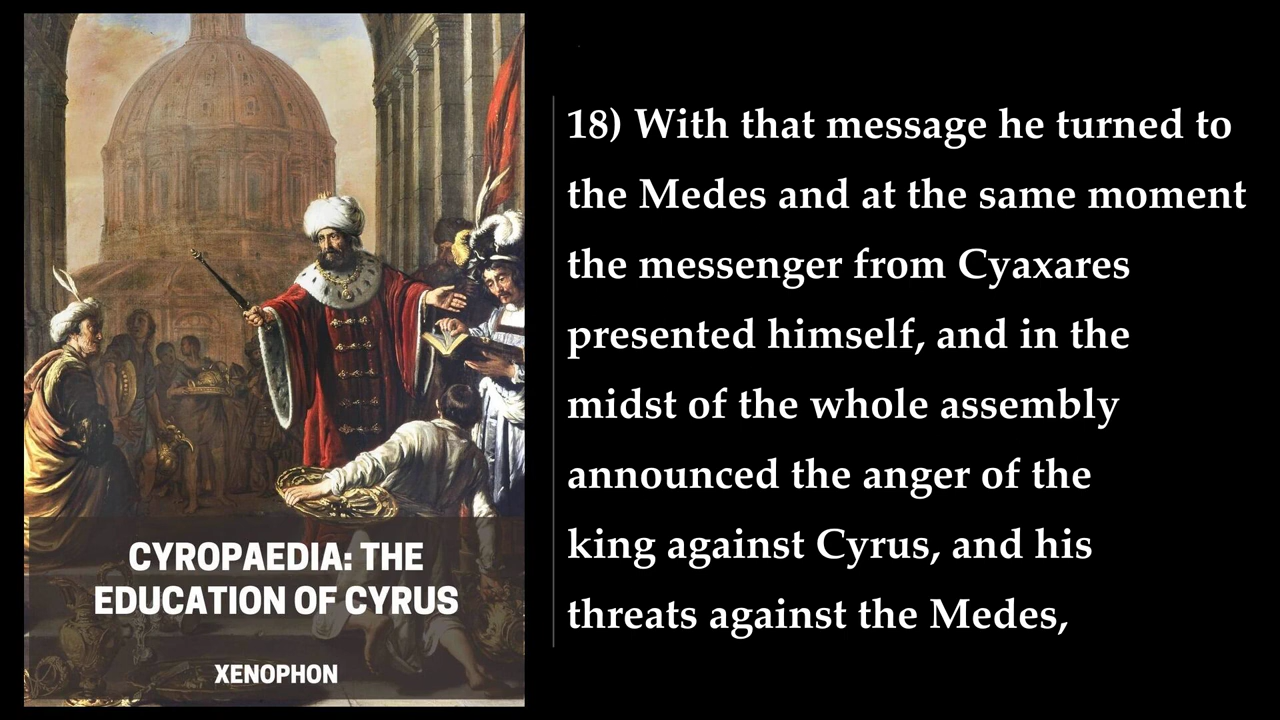 CYROPAEDIA: THE
EDUCATION OF CYRUS
XENOPHON
18) With that message he turned to
the Medes and at the same moment
the messenger from Cyaxares
presented himself, and in the
midst of the whole assembly
announced the anger of the
king against Cyrus, and his
threats against the Medes,